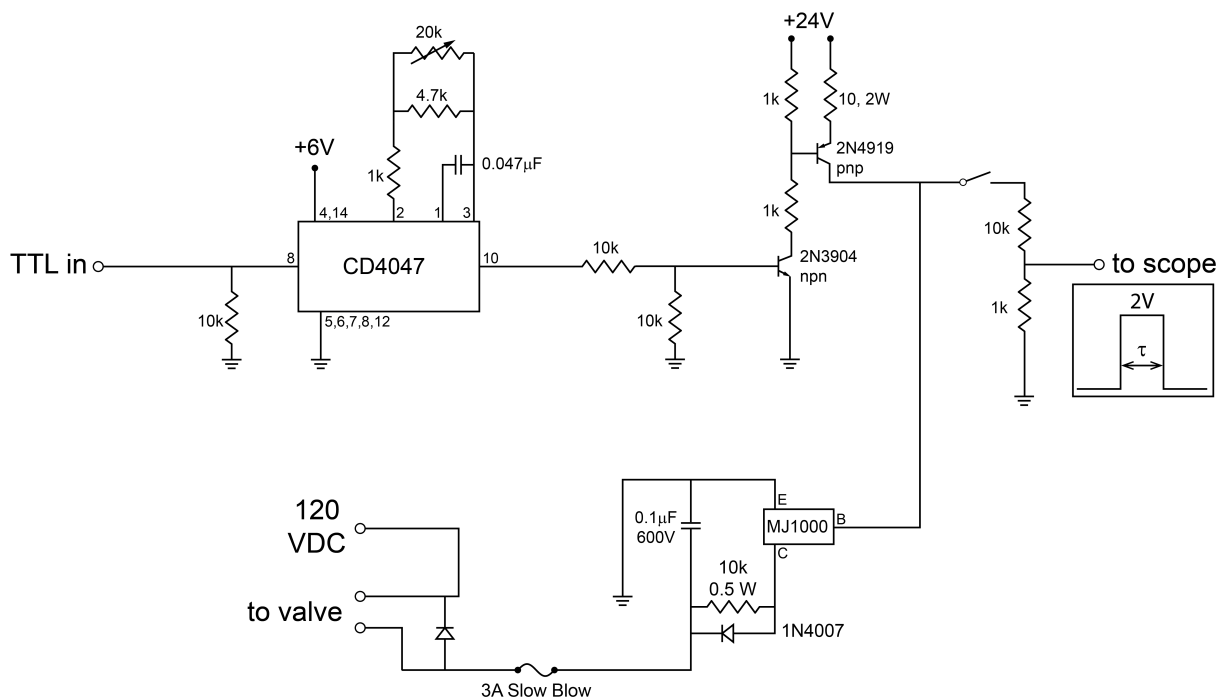 20k
4.7k
+6V
1k
0.047μF
4,14
2
1
3
TTL in
8
CD4047
10
10k
5,6,7,8,12
10k
10k
+24V
1k
10, 2W
2N4919
pnp
1k
2N3904
npn
10k
1k
to scope
2V
τ
120
VDC
to valve
3A Slow Blow
0.1μF
600V
E
MJ1000
B
C
10k
0.5 W
1N4007